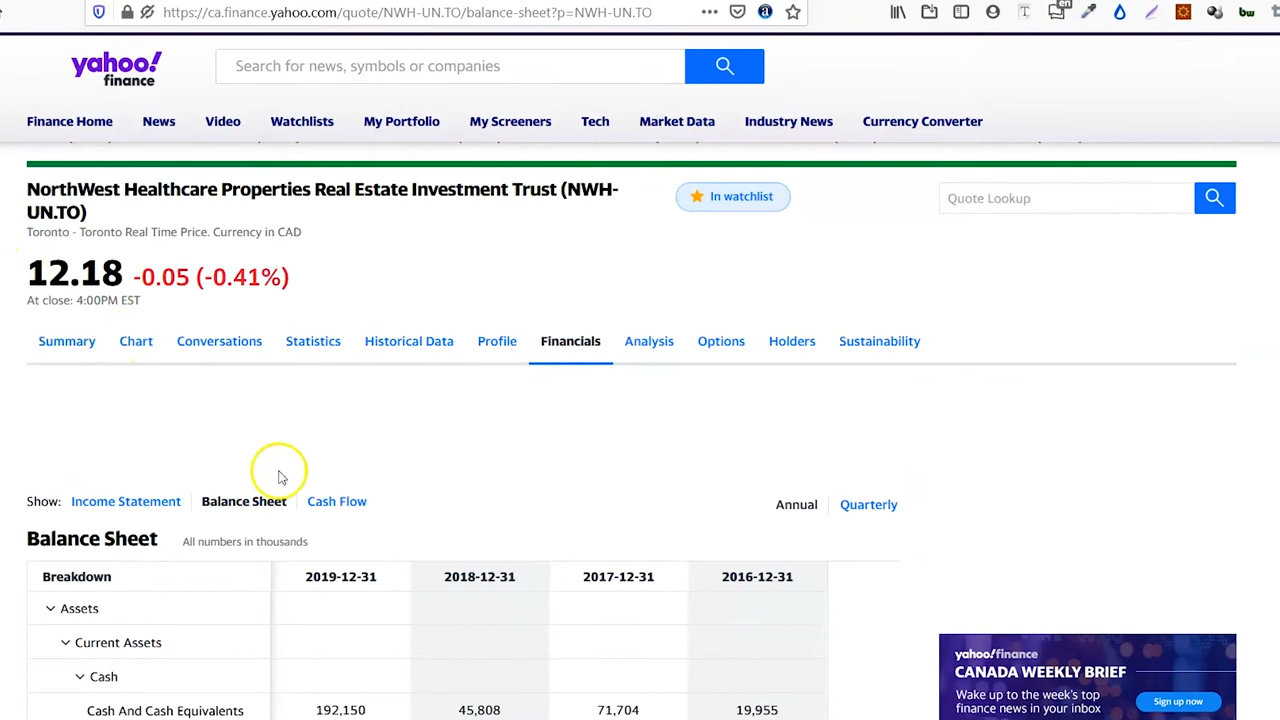 https://ca.finance.yahoo.com/quote/NWH-UN.TO/balance-sheet?p=NWH-UN.TO
en
bw
yahoo!
finance
Search for news, symbols or companies
Finance Home News Video Watchlists My Portfolio My Screeners Tech Market Data Industry News Currency Converter
NorthWest Healthcare Properties Real Estate Investment Trust (NWH-
UN.TO)
In watchlist
Quote Lookup
Toronto - Toronto Real Time Price. Currency in CAD
12.18 -0.05 (-0.41%)
At close: 4:00PM EST
Summary Chart Conversations Statistics Historical Data Profile Financials Analysis Options Holders Sustainability
Show: Income Statement Balance Sheet Cash Flow
Annual Quarterly
Balance Sheet All numbers in thousands
Breakdown 2019-12-31 2018-12-31 2017-12-31 2016-12-31
Assets
Current Assets
Cash
Cash And Cash Equivalents 192,150 45,803 71,704 19,955
yahoo!finance
CANADA WEEKLY BRIEF
Wake up to the week's top
finance news in your inbox
Sign up now